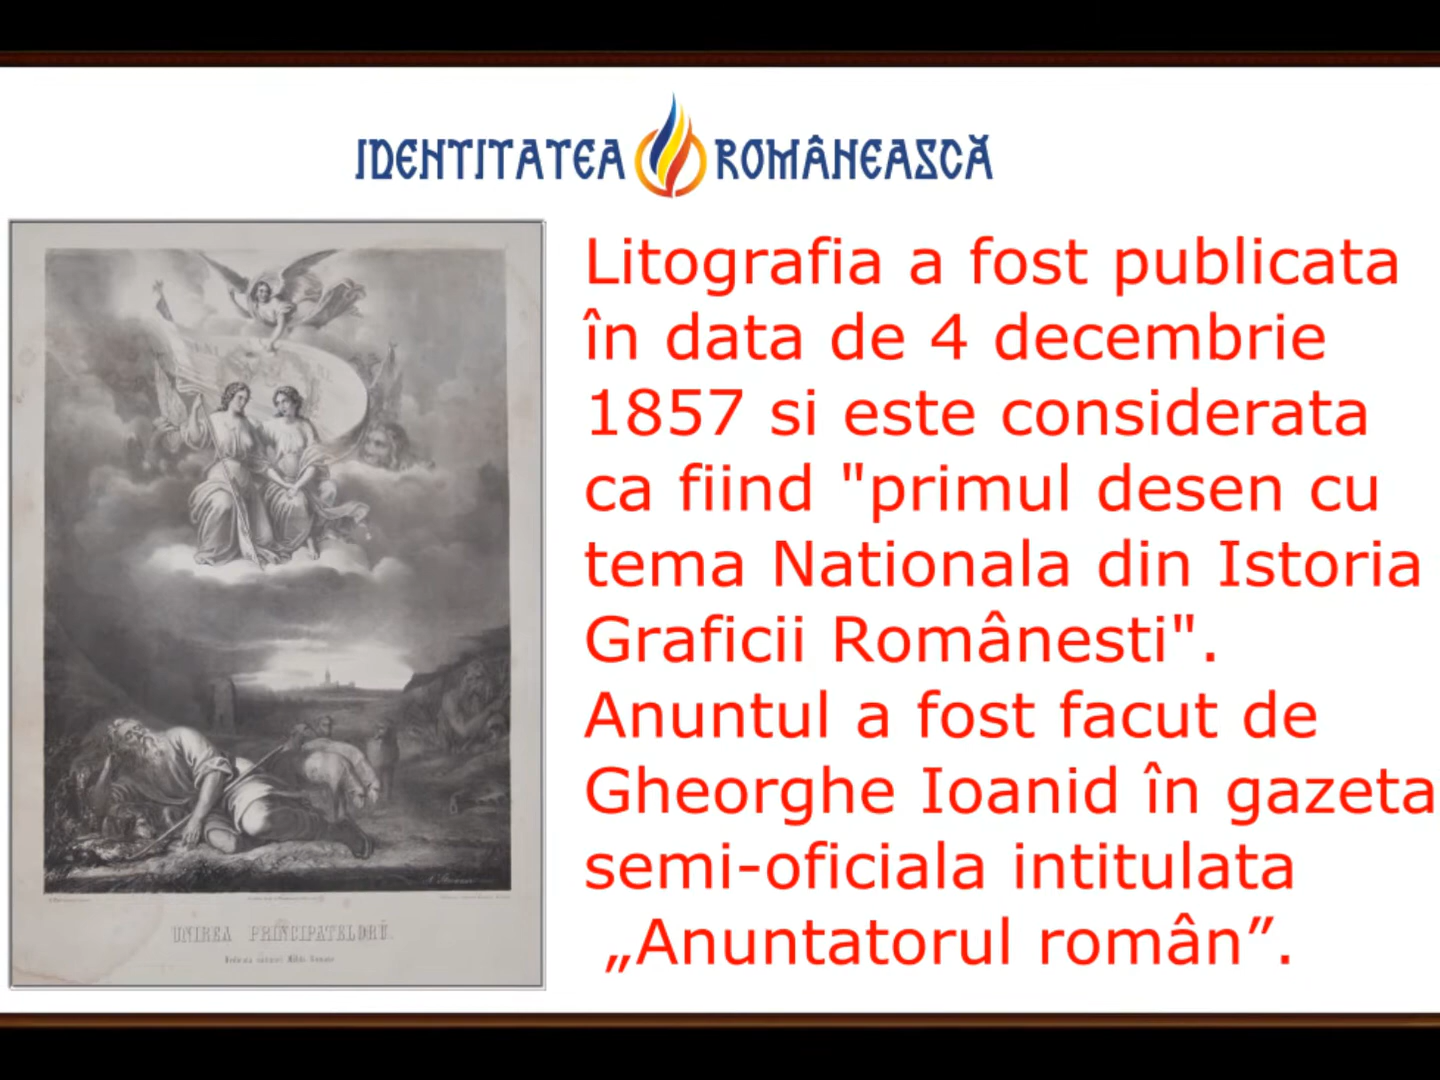 IDENTITATEA ROMÂNEASCĂ
Litografia a fost publicata
în data de 4 decembrie
1857 si este considerata
ca fiind "primul desen cu
tema Nationala din Istoria
Graficii Românesti".
Anuntul a fost facut de
Gheorghe Ioanid în gazeta
semi-oficiala intitulata
„Anuntatorul român”.
UNIREA PRINCIPATELORŬ